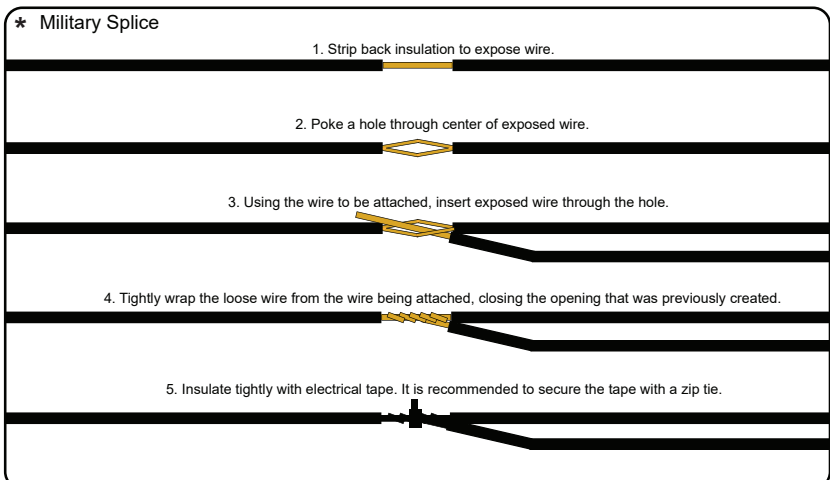 * Military Splice
1. Strip back insulation to expose wire.
2. Poke a hole through center of exposed wire.
3. Using the wire to be attached, insert exposed wire through the hole.
4. Tightly wrap the loose wire from the wire being attached, closing the opening that was previously created.
5. Insulate tightly with electrical tape. It is recommended to secure the tape with a zip tie.